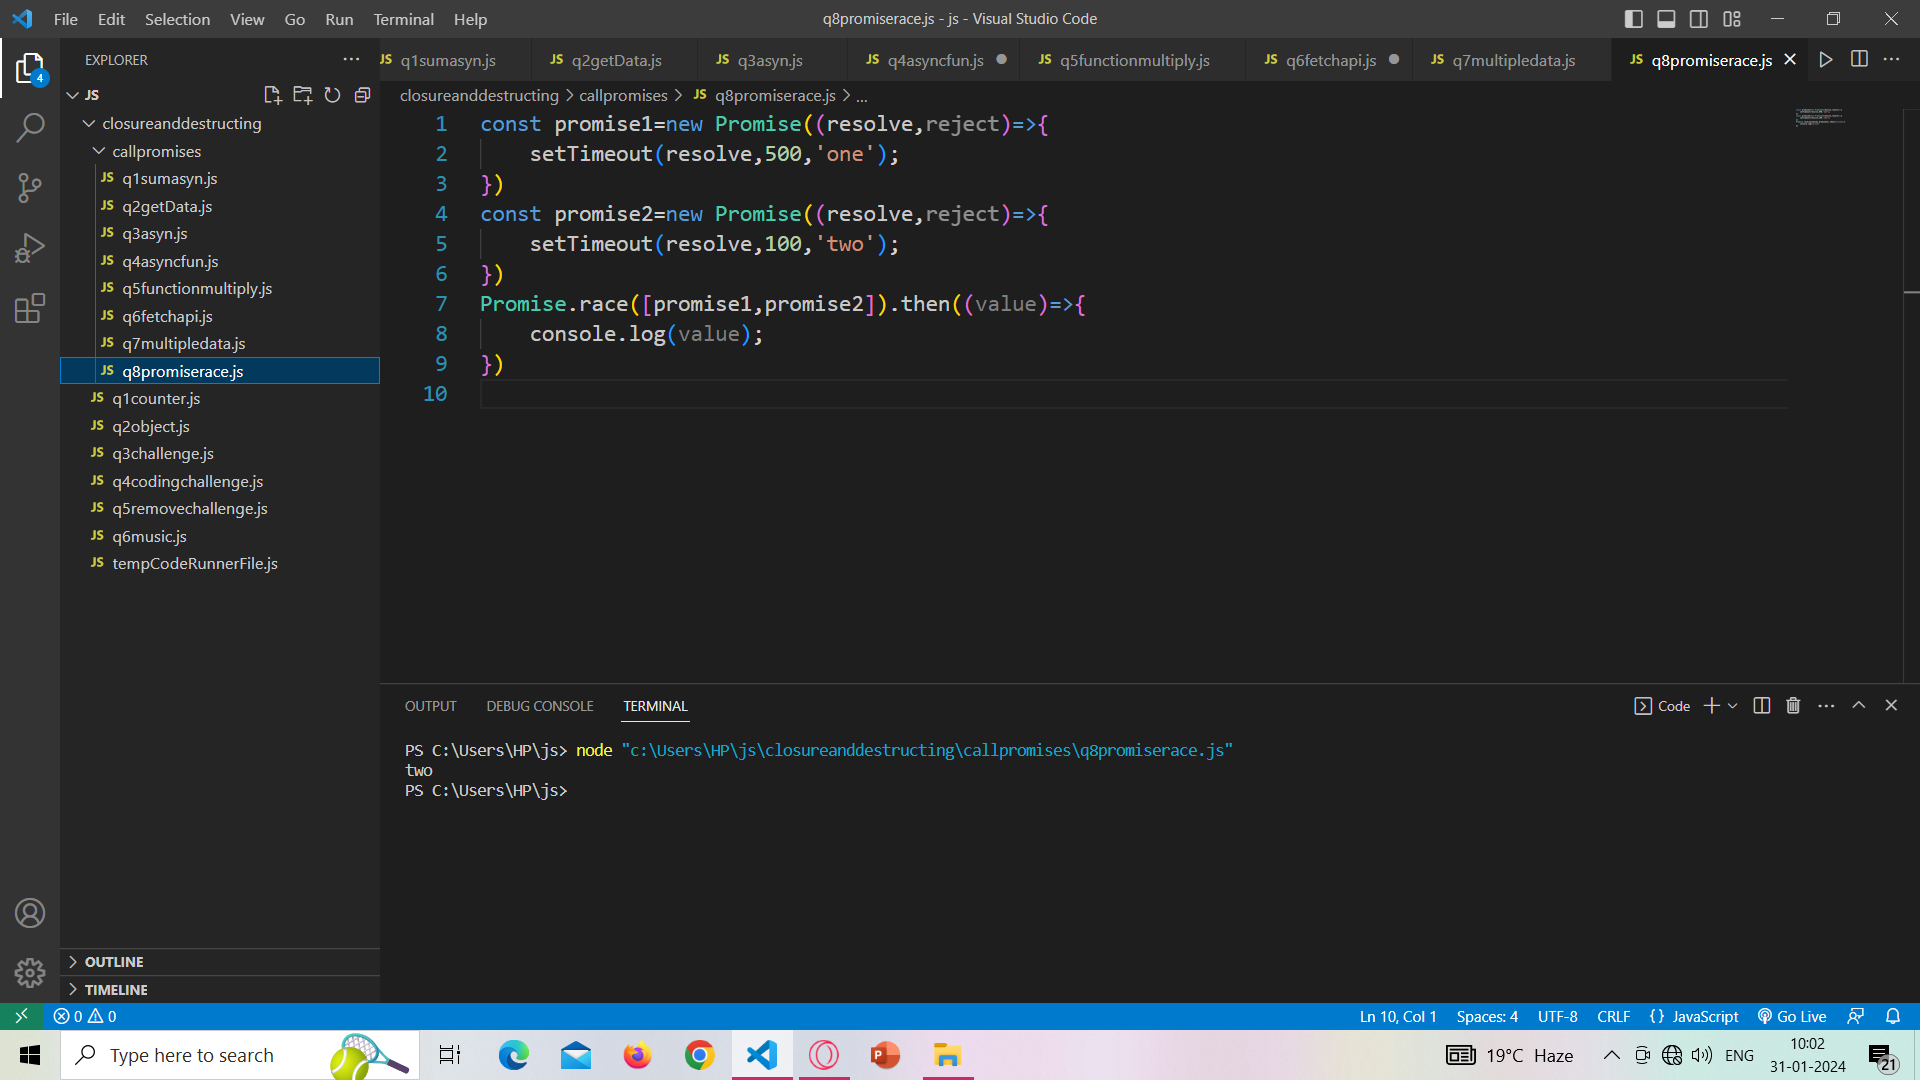 File Edit Selection View Go Run Terminal Help
q8promiserace.js - js - Visual Studio Code
EXPLORER
4
JS
closureanddestructing
callpromises
JS q1sumasyn.js
JS q2getData.js
JS q3asyn.js
JS q4asyncfun.js
JS q5functionmultiply.js
JS q6fetchapi.js
JS q7multipledata.js
JS q8promiserace.js
JS q1counter.js
JS q2object.js
JS q3challenge.js
JS q4codingchallenge.js
JS q5removechallenge.js
JS q6music.js
JS tempCodeRunnerFile.js
OUTLINE
TIMELINE
JS q1sumasyn.js JS q2getData.js JS q3asyn.js JS q4asyncfun.js JS q5functionmultiply.js JS q6fetchapi.js JS q7multipledata.js JS q8promiserace.js
closureanddestructing > callpromises > JS q8promiserace.js > ...
1 const promise1=new Promise((resolve,reject)=>{
2 setTimeout(resolve,500,'one');
3 })
4 const promise2=new Promise((resolve,reject)=>{
5 setTimeout(resolve,100,'two');
6 })
7 Promise.race([promise1,promise2]).then((value)=>{
8 console.log(value);
9 })
10
OUTPUT DEBUG CONSOLE TERMINAL
Code
PS C:\Users\HP\js> node "c:\Users\HP\js\closureanddestructing\callpromises\q8promiserace.js"
two
PS C:\Users\HP\js>
0 0
Ln 10, Col 1 Spaces: 4 UTF-8 CRLF {} JavaScript Go Live
Type here to search
19°C Haze
ENG
10:02
31-01-2024
21